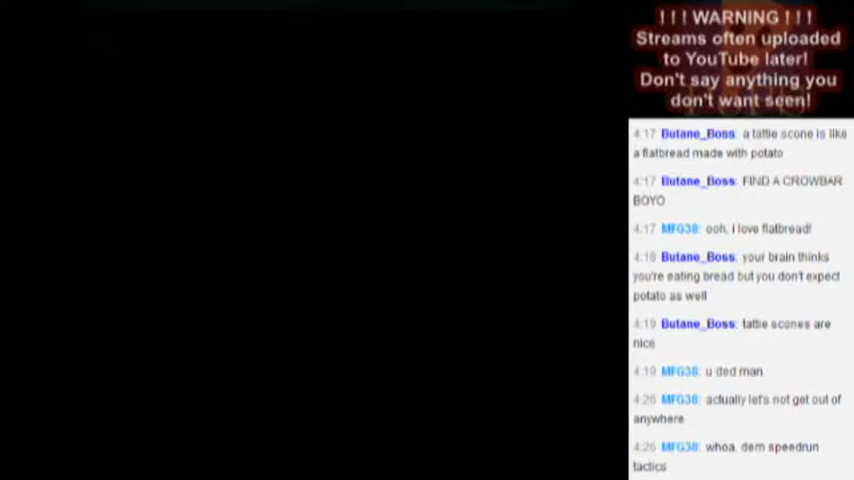 ! ! ! WARNING ! ! !
Streams often uploaded
to YouTube later!
Don't say anything you
don't want seen!
4:17 Butane_Boss: a tattie scone is like
a flatbread made with potato
4:17 Butane_Boss: FIND A CROWBAR
BOYO
4:17 MFG38: ooh, i love flatbread!
4:18 Butane_Boss: your brain thinks
you're eating bread but you don't expect
potato as well
4:19 Butane_Boss: tattie scones are
nice
4:19 MFG38: u ded man
4:26 MFG38: actually let's not get out of
anywhere
4:26 MFG38: whoa. dem speedrun
tactics